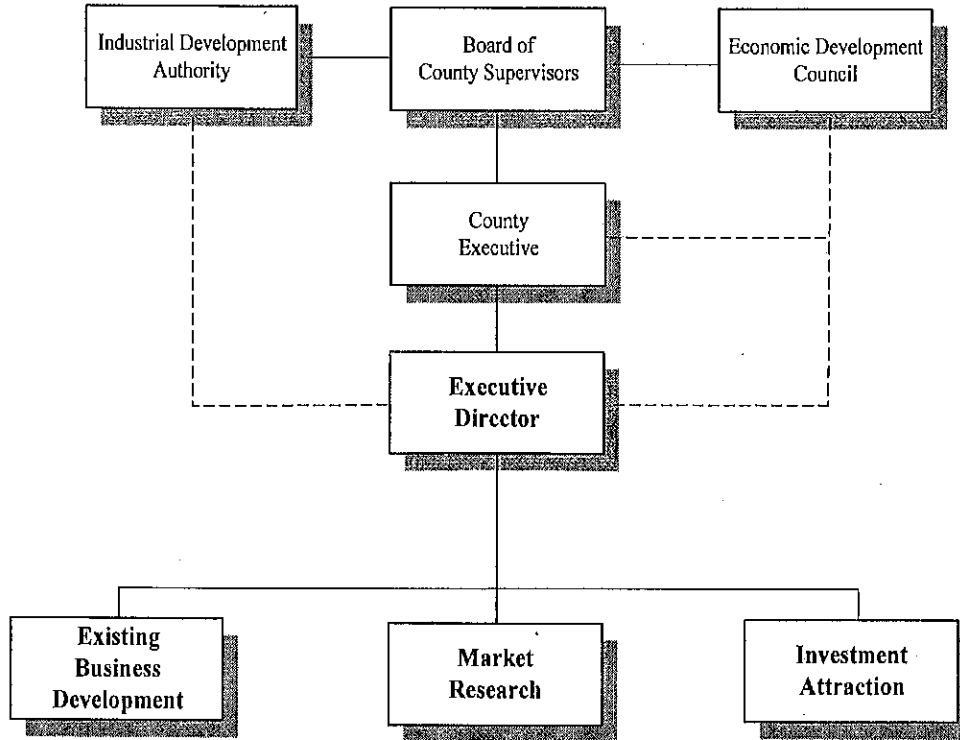 Industrial Development
Authority
Board of
County Supervisors
Economic Development
Council
County
Executive
Executive
Director
Existing
Business
Development
Market
Research
Investment
Attraction